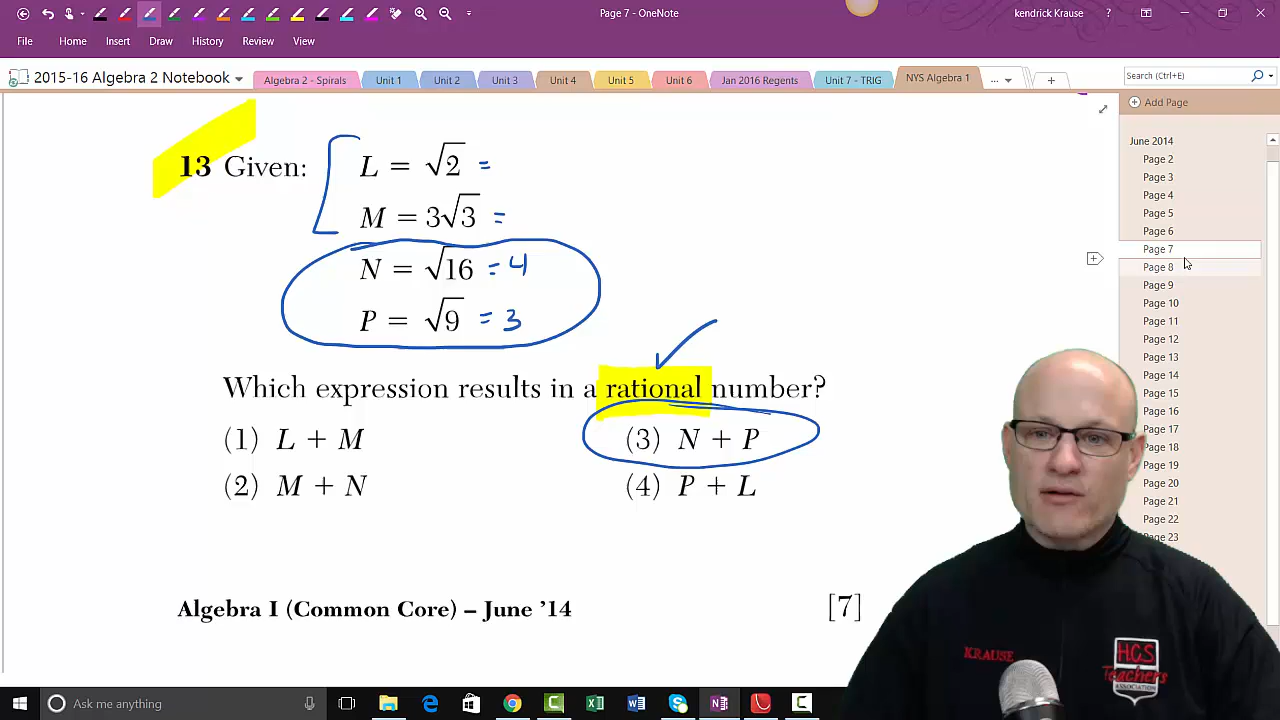 Page 7 - OneNote
kendrick Krause
?
File Home Insert Draw History Review View
2015-16 Algebra 2 Notebook
Algebra 2 - Spirals
Unit 1
Unit 2
Unit 3
Unit 4
Unit 5
Unit 6
Jan 2016 Regents
Unit 7 - TRIG
NYS Algebra 1
...
+
Search (Ctrl+E)
Add Page
13 Given: L = √2 =
M = 3√3 =
N = √16 = 4
P = √9 = 3
Which expression results in a rational number?
(1) L + M (3) N + P
(2) M + N (4) P + L
Algebra I (Common Core) – June '14 [7]
June 2014
Page 2
Page 3
Page 4
Page 5
Page 6
Page 7
Page 8
Page 9
Page 10
Page 11
Page 12
Page 13
Page 14
Page 15
Page 16
Page 17
Page 18
Page 19
Page 20
Page 21
Page 22
Page 23
KRAUSE
HCS
Teachers
ASSOCIATION
Ask me anything